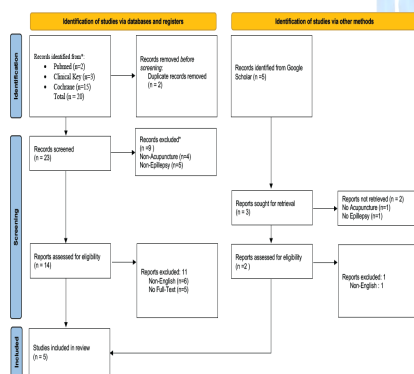 Identification of studies via databases and registers
Identification of studies via other methods
Identification
Records identified from*:
• Pubmed (n=2)
• Clinical Key (n=3)
• Cochrane (n=15)
Total (n = 20)
Records removed before
screening:
Duplicate records removed
(n = 2)
Records identified from Google
Scholar (n =5)
Screening
Records screened
(n = 23)
Records excluded*
(n =9 )
Non-Acupuncture (n=4)
Non-Epillepsy (n=5)
Reports sought for retrieval
(n = 3)
Reports not retrieved (n = 2)
No Acupuncture (n=1)
No Epillepsy (n=1)
Reports assessed for eligibility
(n = 14)
Reports excluded: 11
Non-English (n=6)
No Full-Text (n=5)
Reports assessed for eligibility
(n =2 )
Reports excluded: 1
Non-English : 1
Included
Studies included in review
(n = 5)